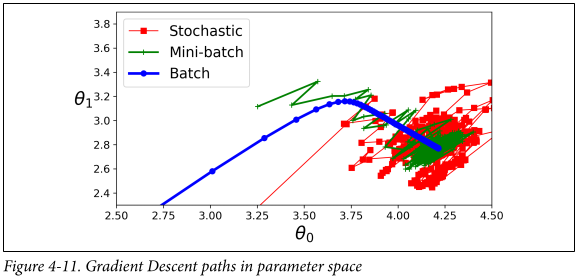 3.8
3.6
3.4
3.2
3.0
2.8
2.6
2.4
θ1
Stochastic
Mini-batch
Batch
2.50 2.75 3.00 3.25 3.50 3.75 4.00 4.25 4.50
θ0
Figure 4-11. Gradient Descent paths in parameter space